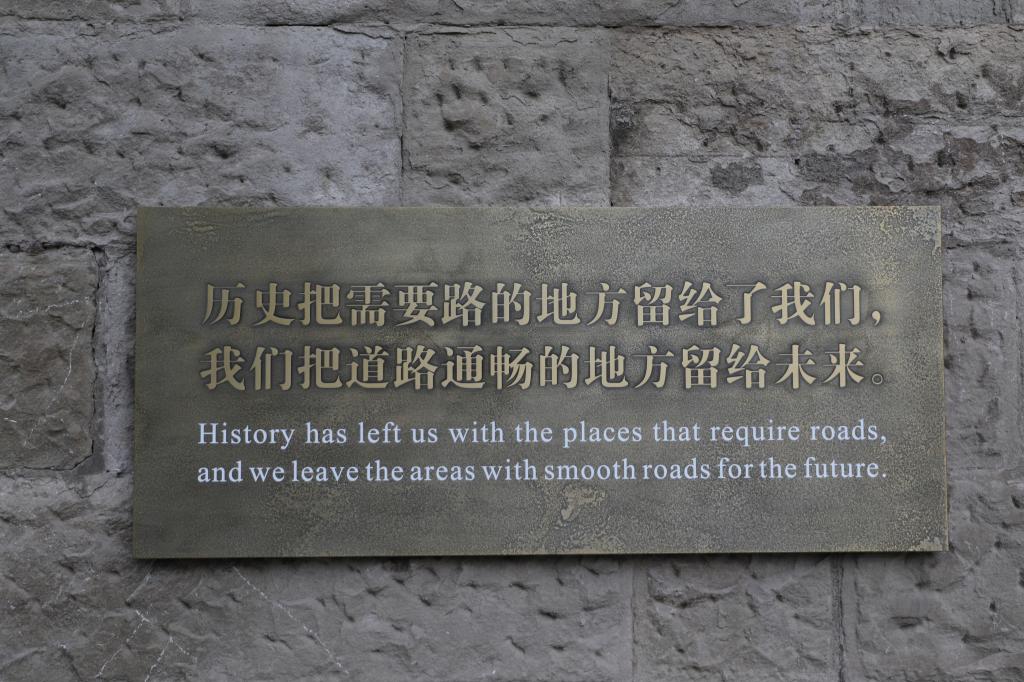 历史把需要路的地方留给了我们，
我们把道路通畅的地方留给未来。
History has left us with the places that require roads,
and we leave the areas with smooth roads for the future.